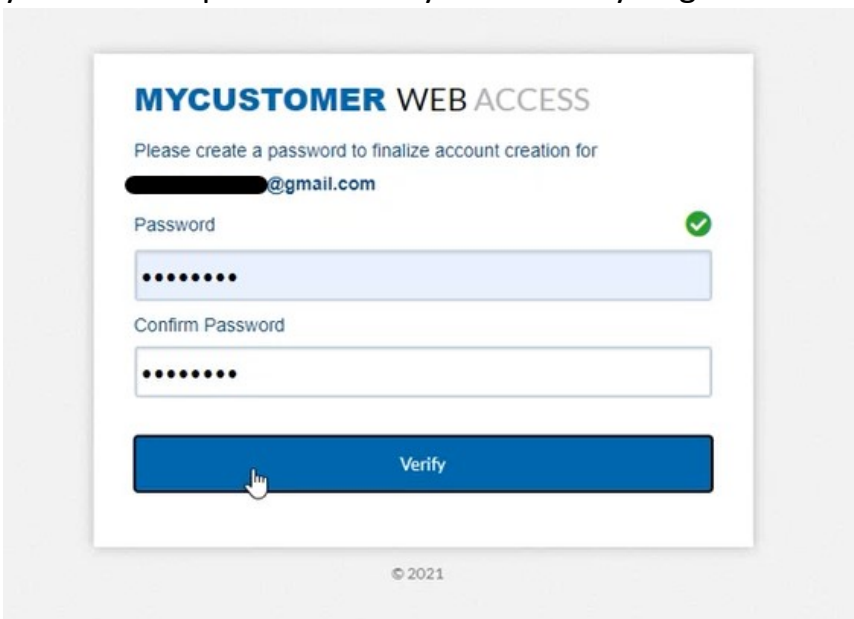 MYCUSTOMER WEB ACCESS
Please create a password to finalize account creation for
@gmail.com
Password
••••••••
Confirm Password
••••••••
Verify
© 2021